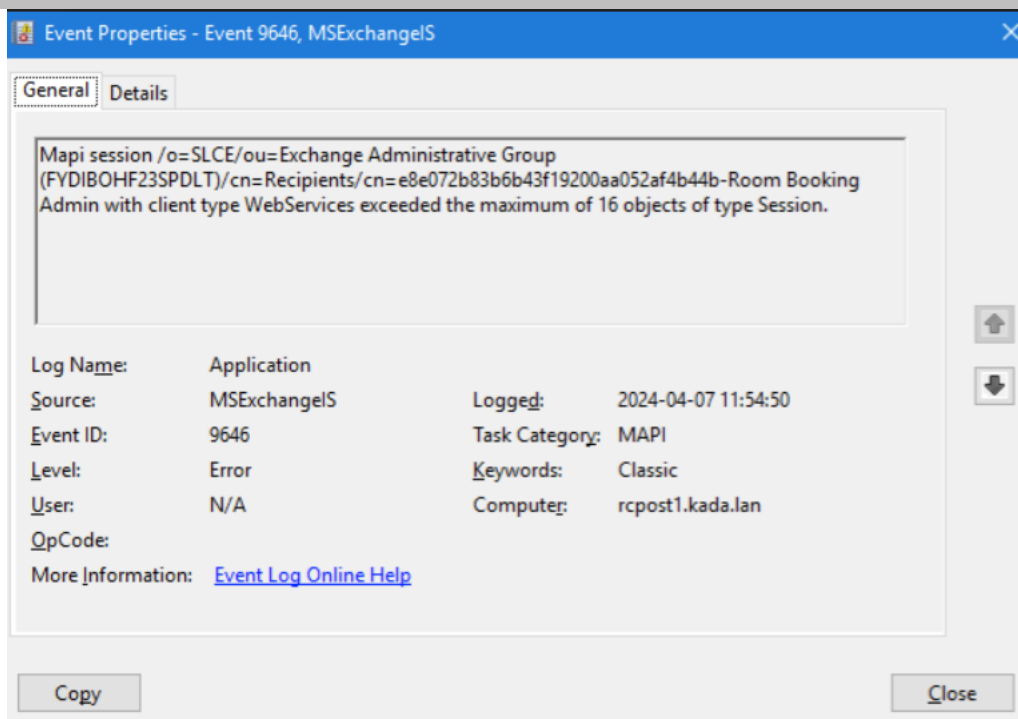 Event Properties - Event 9646, MSExchangeIS
General Details
Mapi session /o=SLCE/ou=Exchange Administrative Group
(FYDIBOHF23SPDLT)/cn=Recipients/cn=e8e072b83b6b43f19200aa052af4b44b-Room Booking
Admin with client type WebServices exceeded the maximum of 16 objects of type Session.
Log Name: Application
Source: MSExchangeIS Logged: 2024-04-07 11:54:50
Event ID: 9646 Task Category: MAPI
Level: Error Keywords: Classic
User: N/A Computer: rcpost1.kada.lan
OpCode:
More Information: Event Log Online Help
Copy Close